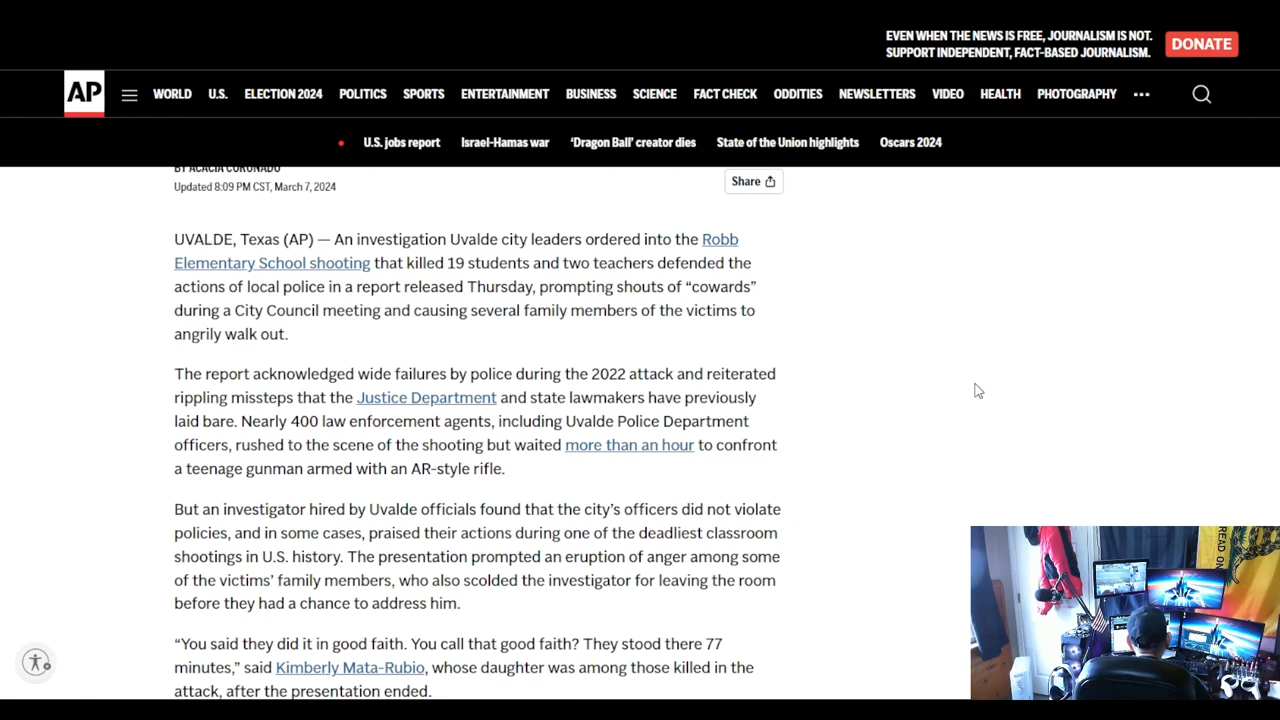 EVEN WHEN THE NEWS IS FREE, JOURNALISM IS NOT.
SUPPORT INDEPENDENT, FACT-BASED JOURNALISM.
DONATE
AP
WORLD U.S. ELECTION 2024 POLITICS SPORTS ENTERTAINMENT BUSINESS SCIENCE FACT CHECK ODDITIES NEWSLETTERS VIDEO HEALTH PHOTOGRAPHY
U.S. jobs report Israel-Hamas war ‘Dragon Ball’ creator dies State of the Union highlights Oscars 2024
BY ACACIA CORONADO
Updated 8:09 PM CST, March 7, 2024
Share
UVALDE, Texas (AP) — An investigation Uvalde city leaders ordered into the Robb
Elementary School shooting that killed 19 students and two teachers defended the
actions of local police in a report released Thursday, prompting shouts of “cowards”
during a City Council meeting and causing several family members of the victims to
angrily walk out.
The report acknowledged wide failures by police during the 2022 attack and reiterated
rippling missteps that the Justice Department and state lawmakers have previously
laid bare. Nearly 400 law enforcement agents, including Uvalde Police Department
officers, rushed to the scene of the shooting but waited more than an hour to confront
a teenage gunman armed with an AR-style rifle.
But an investigator hired by Uvalde officials found that the city’s officers did not violate
policies, and in some cases, praised their actions during one of the deadliest classroom
shootings in U.S. history. The presentation prompted an eruption of anger among some
of the victims’ family members, who also scolded the investigator for leaving the room
before they had a chance to address him.
“You said they did it in good faith. You call that good faith? They stood there 77
minutes,” said Kimberly Mata-Rubio, whose daughter was among those killed in the
attack, after the presentation ended.
READ ON